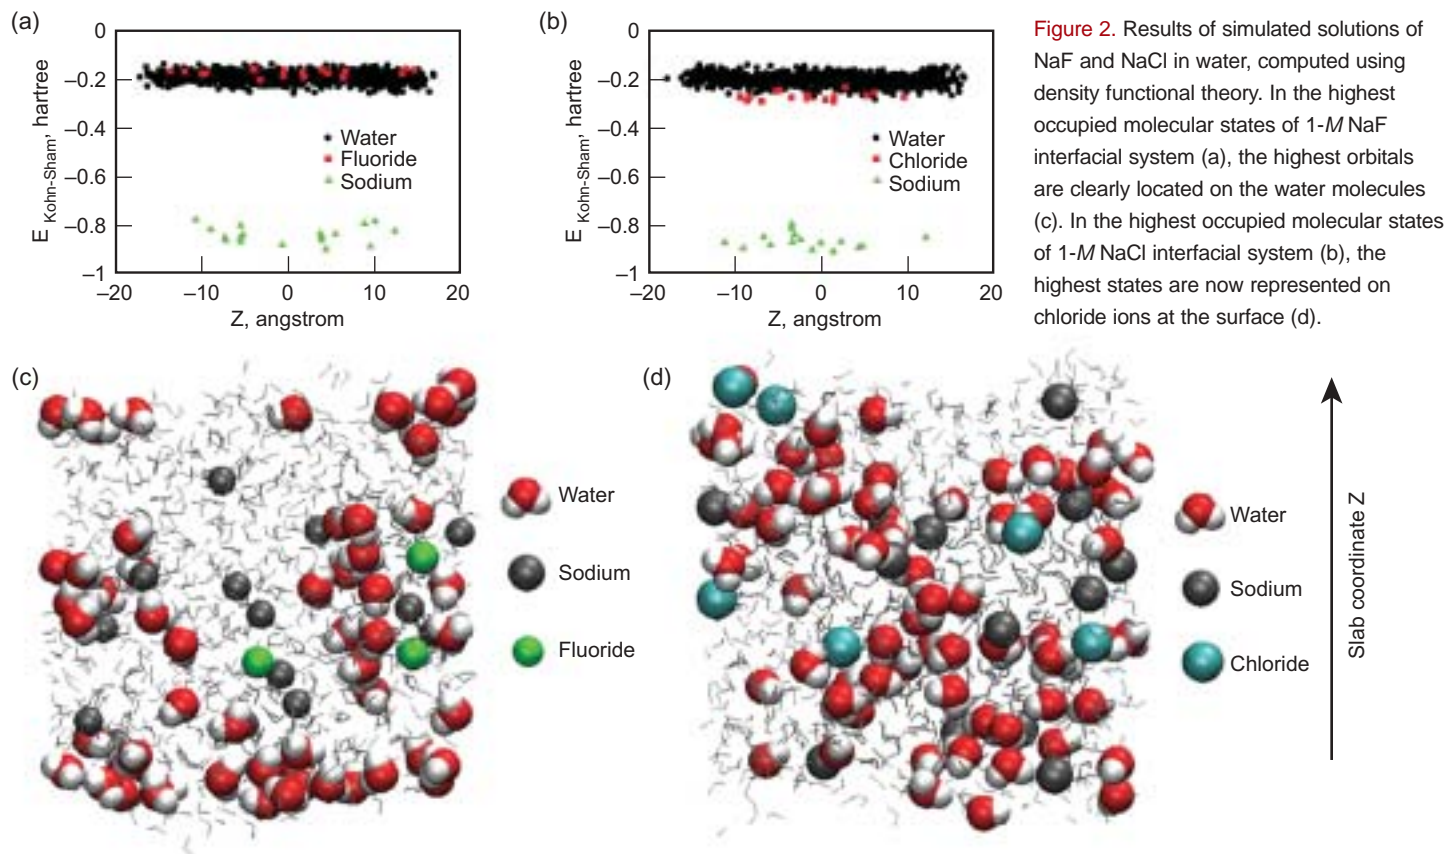 (a)
0
–0.2
–0.4
–0.6
–0.8
–1
E Kohn-Sham, hartree
Water
Fluoride
Sodium
–20
–10
0
10
20
Z, angstrom
(b)
0
–0.2
–0.4
–0.6
–0.8
–1
E Kohn-Sham, hartree
Water
Chloride
Sodium
–20
–10
0
10
20
Z, angstrom
Figure 2. Results of simulated solutions of
NaF and NaCl in water, computed using
density functional theory. In the highest
occupied molecular states of 1-M NaF
interfacial system (a), the highest orbitals
are clearly located on the water molecules
(c). In the highest occupied molecular states
of 1-M NaCl interfacial system (b), the
highest states are now represented on
chloride ions at the surface (d).
(c)
Water
Sodium
Fluoride
(d)
Water
Sodium
Chloride
Slab coordinate Z